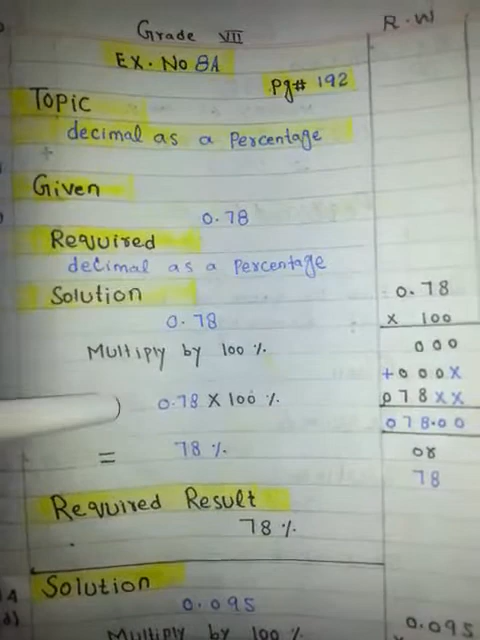 Grade VII
R.W
Ex. No 8A
Pg# 192
Topic
decimal as a Percentage
Given
0.78
Required
decimal as a Percentage
Solution
0.78
Multiply by 100 %.
0.78 X 100 %.
= 78 %.
Required Result
78 %.
0.78
X 100
000
+000X
078XX
078.00
or
78
Solution
0.095
Multiply by 100 %
0.095